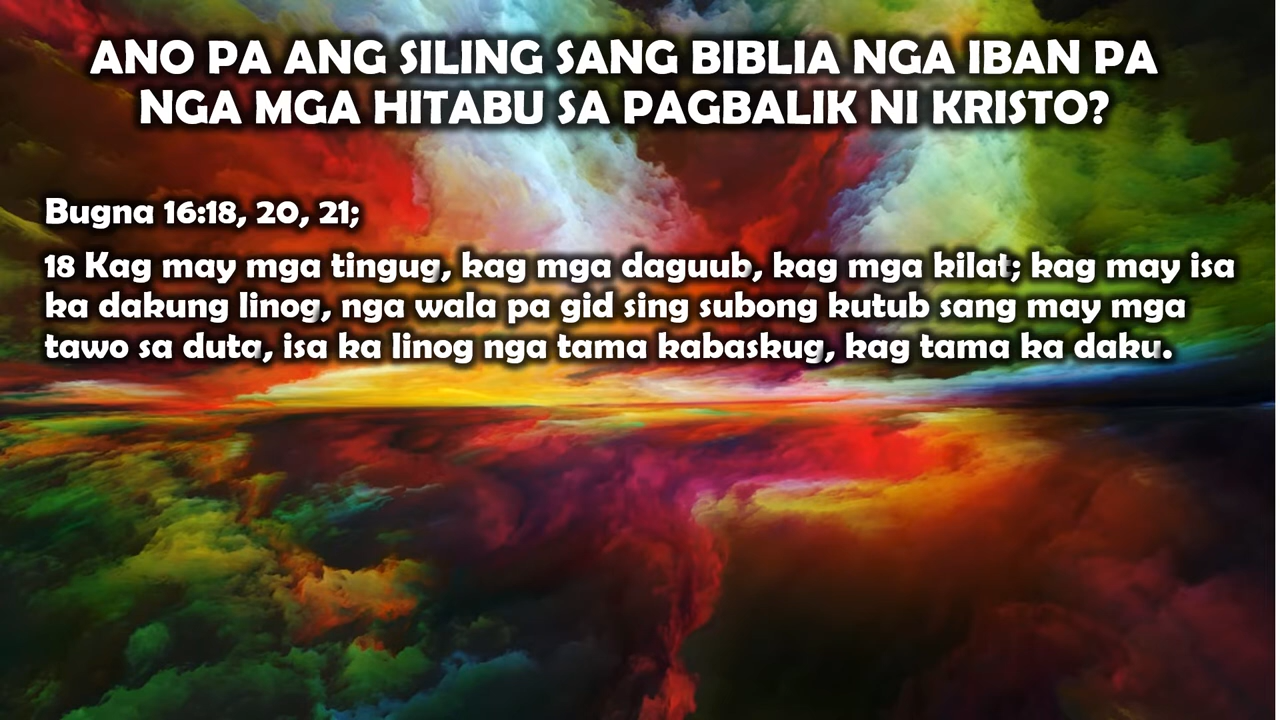 ANO PA ANG SILING SANG BIBLIA NGA IBAN PA
NGA MGA HITABU SA PAGBALIK NI KRISTO?
Bugna 16:18, 20, 21;
18 Kag may mga tingug, kag mga daguub, kag mga kilat; kag may isa
ka dakung linog, nga wala pa gid sing subong kutub sang may mga
tawo sa duta, isa ka linog nga tama kabaskug, kag tama ka daku.